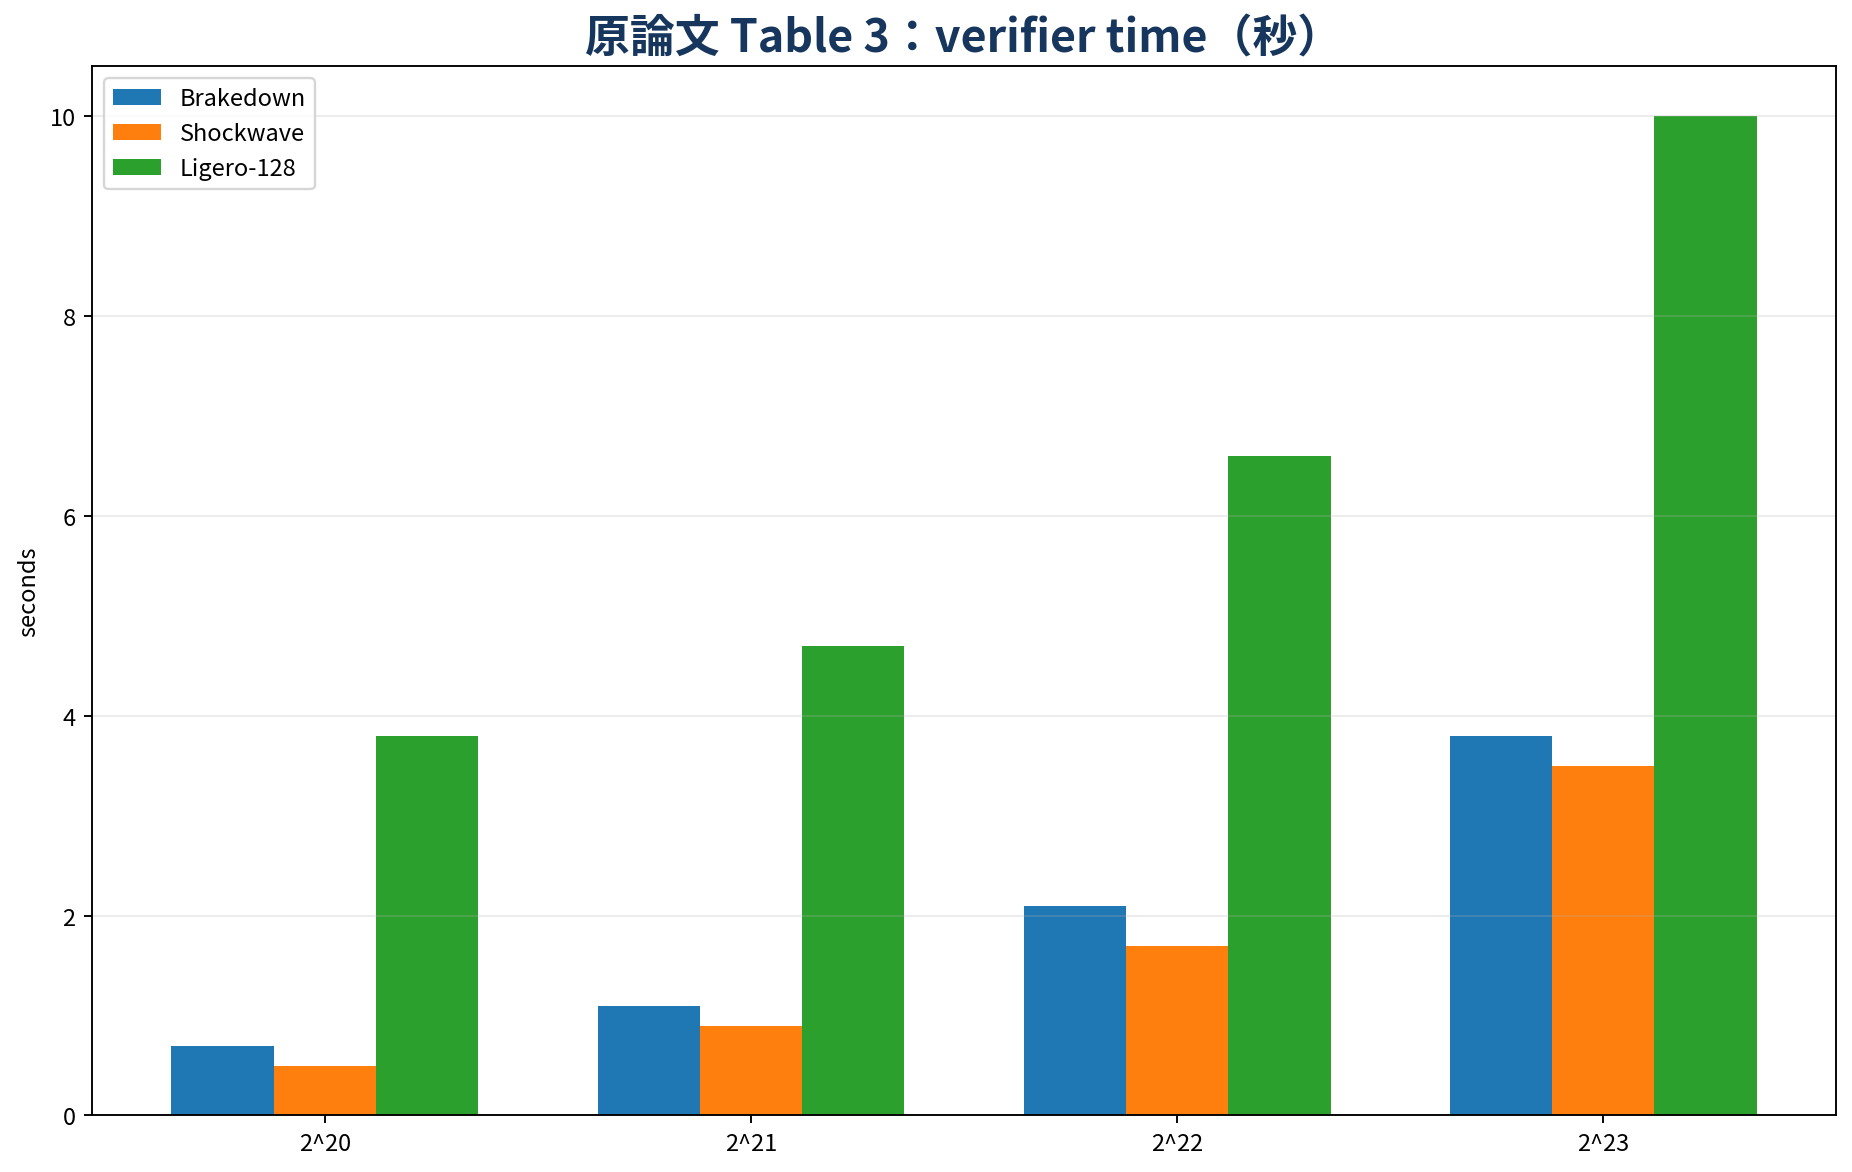 原論文 Table 3：verifier time（秒）
Brakedown
Shockwave
Ligero-128
10
8
6
4
2
0
seconds
2^20
2^21
2^22
2^23